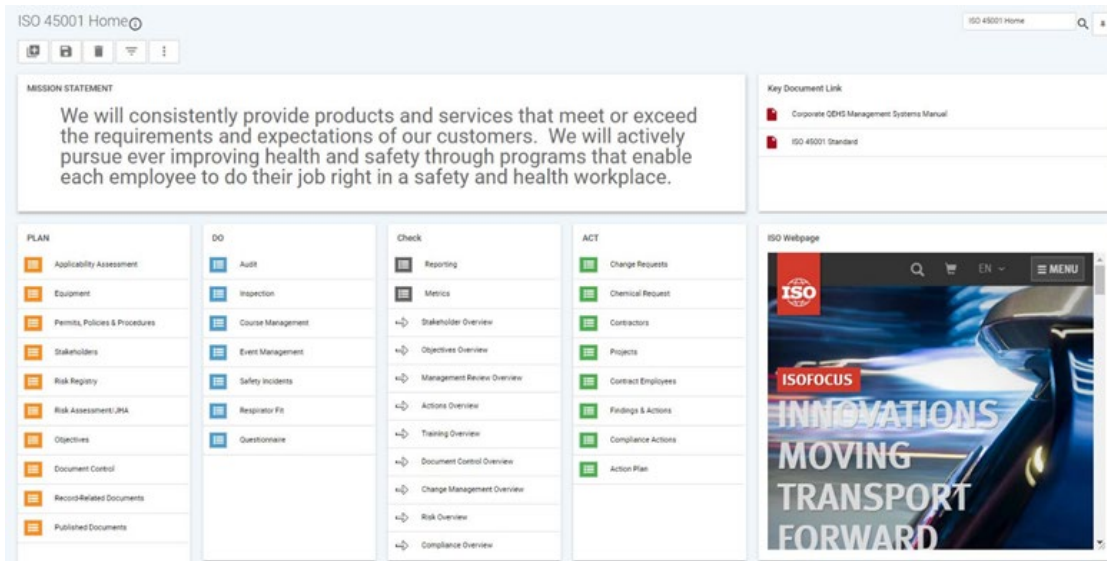 ISO 45001 Home
ISO 45001 Home
MISSION STATEMENT
We will consistently provide products and services that meet or exceed
the requirements and expectations of our customers. We will actively
pursue ever improving health and safety through programs that enable
each employee to do their job right in a safety and health workplace.
Key Document Link
Corporate QEHS Management Systems Manual
ISO 45001 Standard
PLAN
Applicability Assessment
Equipment
Permits, Policies & Procedures
Stakeholders
Risk Registry
Risk Assessment/JHA
Objectives
Document Control
Record-Related Documents
Published Documents
DO
Audit
Inspection
Course Management
Event Management
Safety Incidents
Respirator Fit
Questionnaire
Check
Reporting
Metrics
Stakeholder Overview
Objectives Overview
Management Review Overview
Actions Overview
Training Overview
Document Control Overview
Change Management Overview
Risk Overview
Compliance Overview
ACT
Change Requests
Chemical Request
Contractors
Projects
Contract Employees
Findings & Actions
Compliance Actions
Action Plan
ISO Webpage
ISO
EN
MENU
ISOFOCUS
INNOVATIONS
MOVING
TRANSPORT
FORWARD